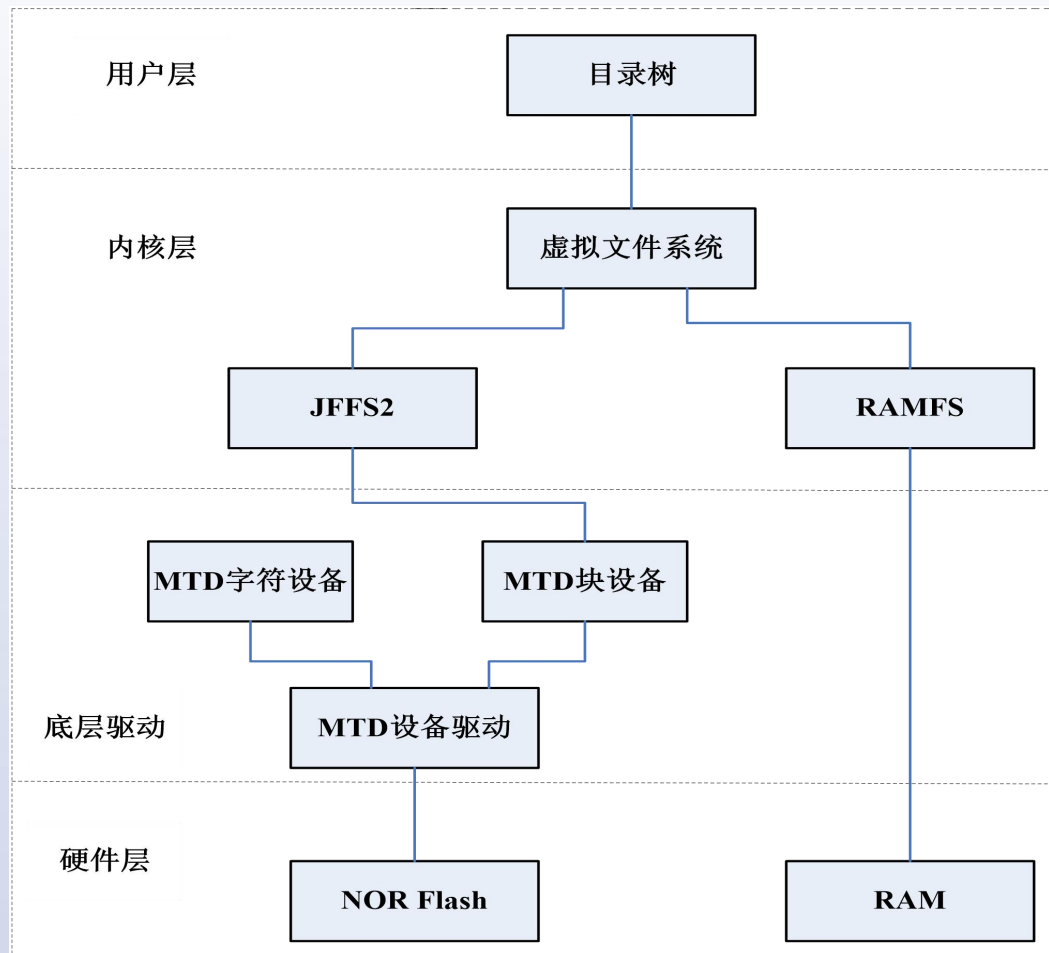 用户层
目录树
内核层
虚拟文件系统
JFFS2
RAMFS
MTD字符设备
MTD块设备
底层驱动
MTD设备驱动
硬件层
NOR Flash
RAM